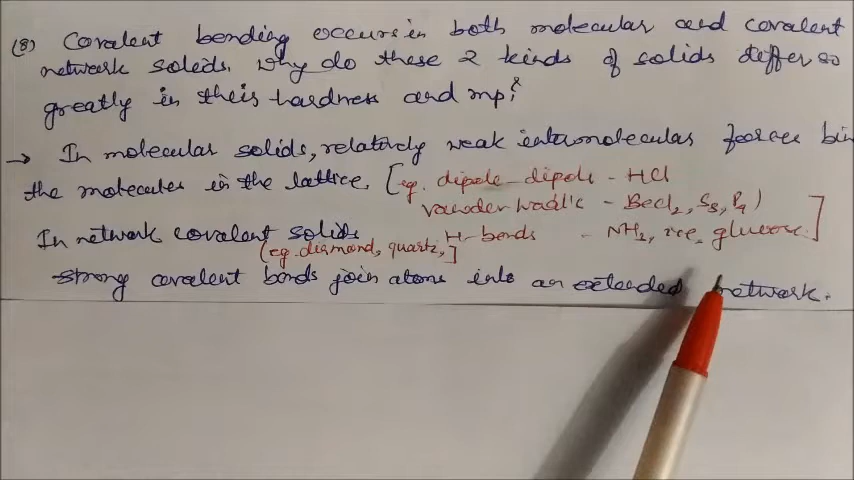 (8) Covalent bonding occurs in both molecular and covalent
network solids. Why do these 2 kinds of solids differ so
greatly in their hardness and mp?
→ In molecular solids, relatively weak intermolecular forces bin
the molecules in the lattice. [eg. dipole-dipole - HCl
vander waal's - BeCl2, S8, P4)
In network covalent solids H-bonds - NH3, ice, glucose.]
(eg. diamond, quartz,]
strong covalent bonds join atoms into an extended network.